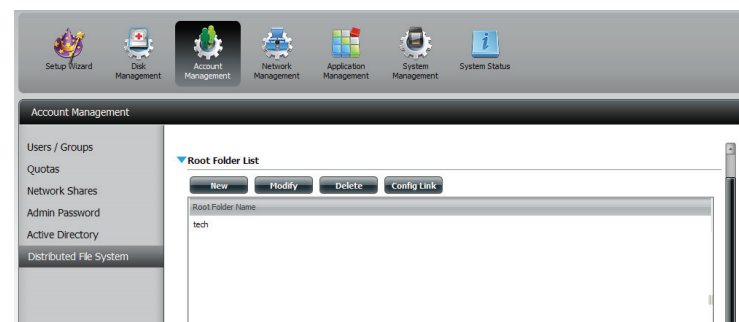 Setup Wizard
Disk Management
Account Management
Network Management
Application Management
System Management
System Status
Account Management
Users / Groups
Quotas
Network Shares
Admin Password
Active Directory
Distributed File System
Root Folder List
New Modify Delete Config Link
Root Folder Name
tech